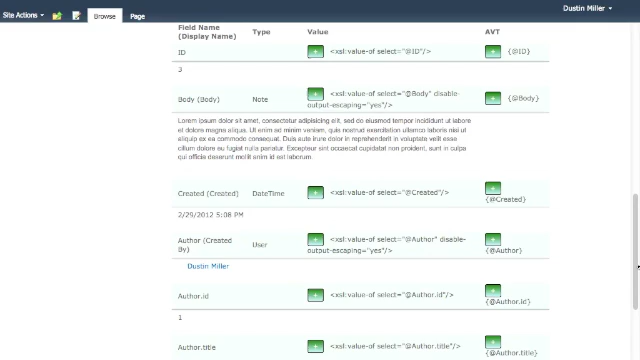 Dustin Miller
Site Actions
Browse
Page
Field Name (Display Name) Type Value AVT
ID <xsl:value-of select="@ID"/> {@ID}
3
Body (Body) Note <xsl:value-of select="@Body" disable-output-escaping="yes"/> {@Body}
Lorem ipsum dolor sit amet, consectetur adipisicing elit, sed do eiusmod tempor incididunt ut labore
et dolore magna aliqua. Ut enim ad minim veniam, quis nostrud exercitation ullamco laboris nisi ut
aliquip ex ea commodo consequat. Duis aute irure dolor in reprehenderit in voluptate velit esse
cillum dolore eu fugiat nulla pariatur. Excepteur sint occaecat cupidatat non proident, sunt in culpa
qui officia deserunt mollit anim id est laborum.
Created (Created) DateTime <xsl:value-of select="@Created"/> {@Created}
2/29/2012 5:08 PM
Author (Created By) User <xsl:value-of select="@Author" disable-output-escaping="yes"/> {@Author}
Dustin Miller
Author.id <xsl:value-of select="@Author.id"/> {@Author.id}
1
Author.title <xsl:value-of select="@Author.title"/> {@Author.title}